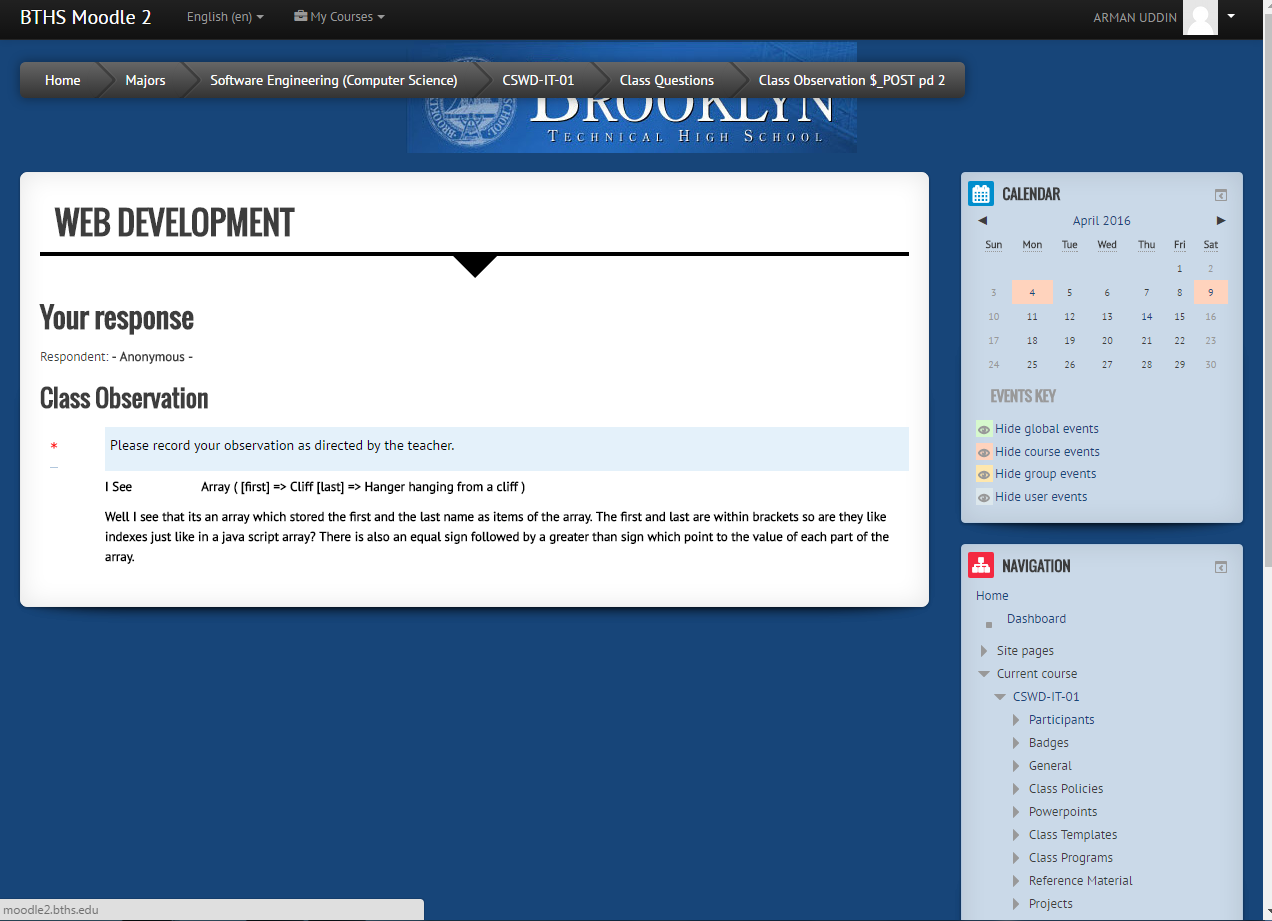 BTHS Moodle 2 English (en) My Courses ARMAN UDDIN
Home Majors Software Engineering (Computer Science) CSWD-IT-01 Class Questions Class Observation $_POST pd 2
BROOKLYN
TECHNICAL HIGH SCHOOL
WEB DEVELOPMENT
Your response
Respondent: - Anonymous -
Class Observation
* Please record your observation as directed by the teacher.
I See Array ( [first] => Cliff [last] => Hanger hanging from a cliff )
Well I see that its an array which stored the first and the last name as items of the array. The first and last are within brackets so are they like
indexes just like in a java script array? There is also an equal sign followed by a greater than sign which point to the value of each part of the
array.
CALENDAR
◀ April 2016 ▶
Sun Mon Tue Wed Thu Fri Sat
1 2
3 4 5 6 7 8 9
10 11 12 13 14 15 16
17 18 19 20 21 22 23
24 25 26 27 28 29 30
EVENTS KEY
Hide global events
Hide course events
Hide group events
Hide user events
NAVIGATION
Home
Dashboard
Site pages
Current course
CSWD-IT-01
Participants
Badges
General
Class Policies
Powerpoints
Class Templates
Class Programs
Reference Material
Projects
moodle2.bths.edu